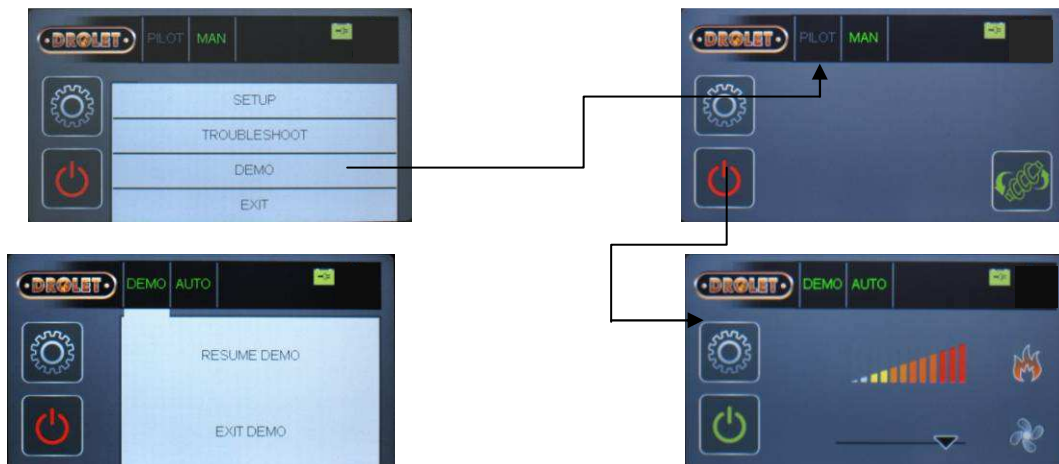 DROLET
PILOT MAN
SETUP
TROUBLESHOOT
DEMO
EXIT
DROLET
PILOT MAN
DROLET
DEMO AUTO
RESUME DEMO
EXIT DEMO
DROLET
DEMO AUTO